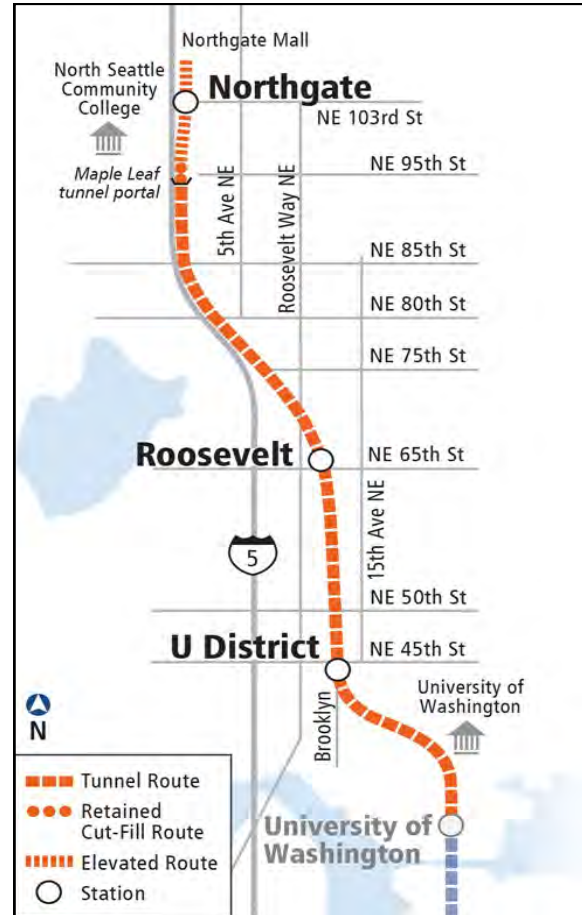 Northgate Mall
North Seattle
Community
College
Northgate
NE 103rd St
Maple Leaf
tunnel portal
NE 95th St
5th Ave NE
Roosevelt Way NE
NE 85th St
NE 80th St
NE 75th St
Roosevelt
NE 65th St
15th Ave NE
5
NE 50th St
U District
NE 45th St
University of
Washington
Brooklyn
N
Tunnel Route
Retained
Cut-Fill Route
Elevated Route
Station
University of
Washington